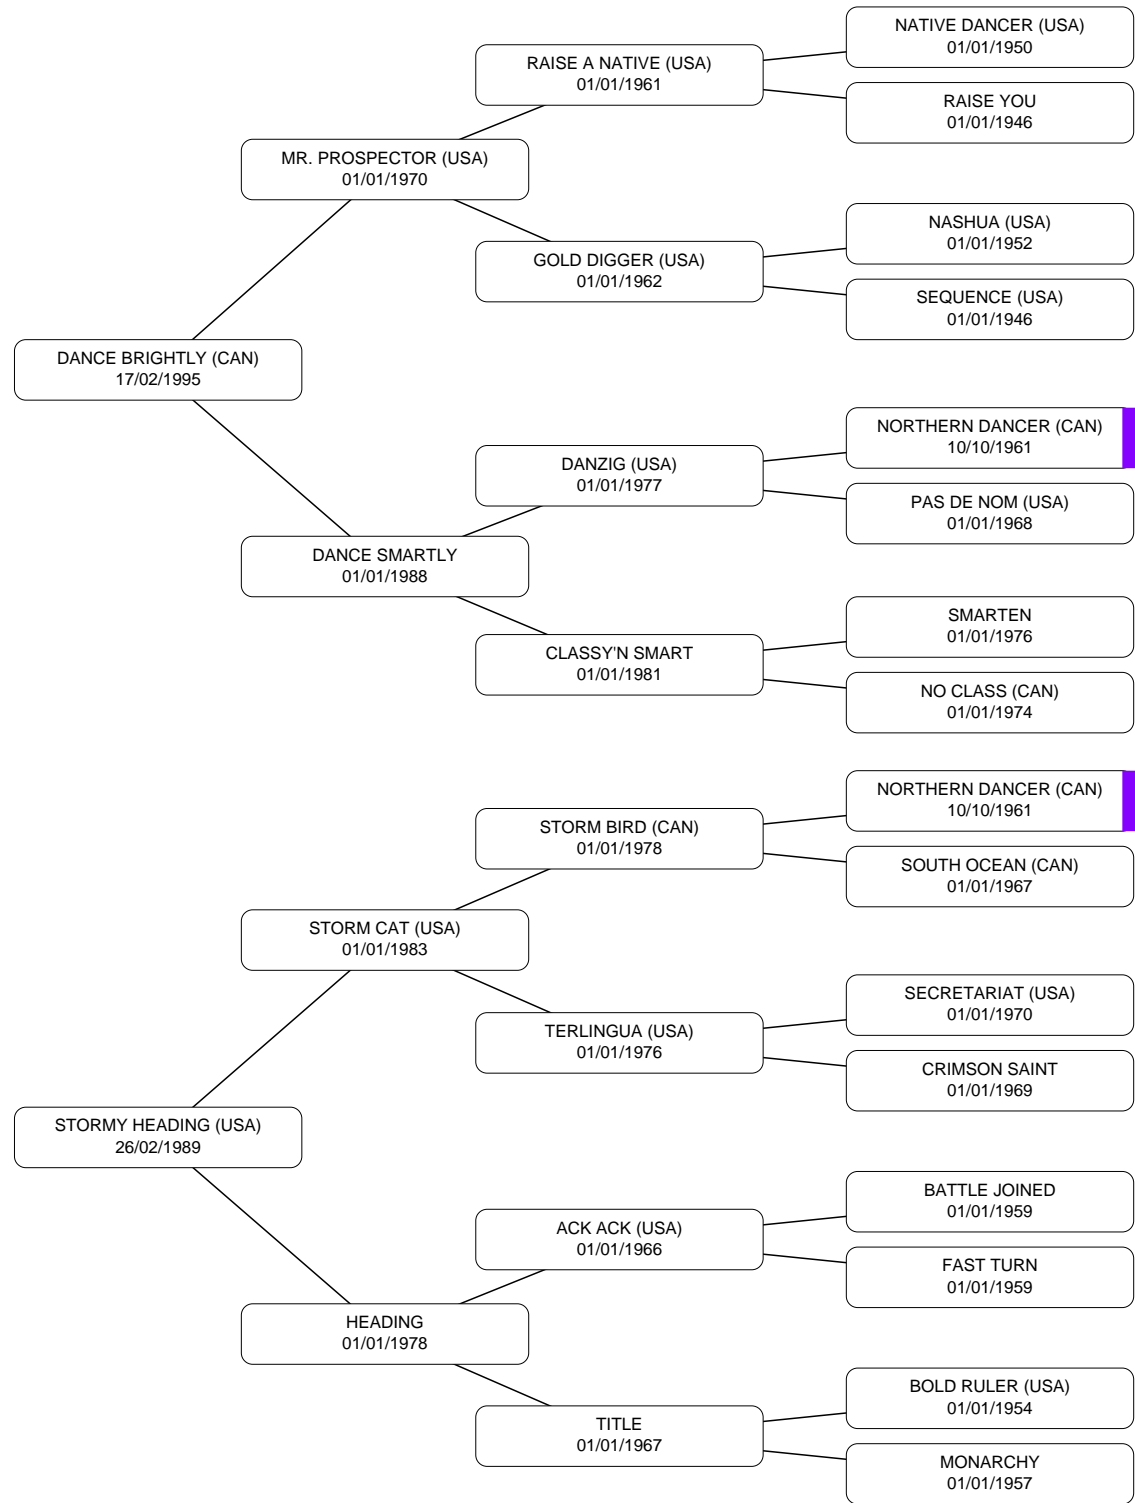 NATIVE DANCER (USA)
01/01/1950
RAISE A NATIVE (USA)
01/01/1961
RAISE YOU
01/01/1946
MR. PROSPECTOR (USA)
01/01/1970
NASHUA (USA)
01/01/1952
GOLD DIGGER (USA)
01/01/1962
SEQUENCE (USA)
01/01/1946
DANCE BRIGHTLY (CAN)
17/02/1995
NORTHERN DANCER (CAN)
10/10/1961
DANZIG (USA)
01/01/1977
PAS DE NOM (USA)
01/01/1968
DANCE SMARTLY
01/01/1988
SMARTEN
01/01/1976
CLASSY'N SMART
01/01/1981
NO CLASS (CAN)
01/01/1974
NORTHERN DANCER (CAN)
10/10/1961
STORM BIRD (CAN)
01/01/1978
SOUTH OCEAN (CAN)
01/01/1967
STORM CAT (USA)
01/01/1983
SECRETARIAT (USA)
01/01/1970
TERLINGUA (USA)
01/01/1976
CRIMSON SAINT
01/01/1969
STORMY HEADING (USA)
26/02/1989
BATTLE JOINED
01/01/1959
ACK ACK (USA)
01/01/1966
FAST TURN
01/01/1959
HEADING
01/01/1978
BOLD RULER (USA)
01/01/1954
TITLE
01/01/1967
MONARCHY
01/01/1957